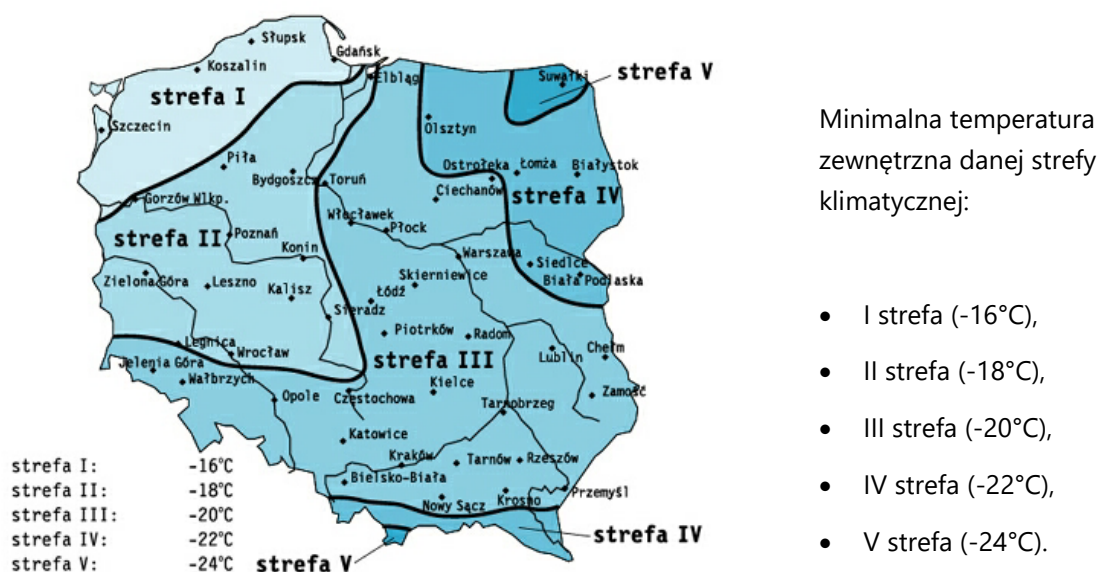 Słupsk
Gdańsk
Koszalin
Elbląg
Suwałki
strefa V
strefa I
Szczecin
Olsztyn
Piła
Ostrołeka
Łomża
Białystok
Bydgoszcz
Toruń
Ciechanów
Gorzów Wlkp.
strefa IV
Włocławek
Płock
strefa II
Poznań
Konin
Warszawa
Siedlce
Skierniewice
Biała Podlaska
Zielona Góra
Leszno
Kalisz
Łódź
Sieradz
Piotrków
Radom
Legnica
Wrocław
strefa III
Lublin
Chełm
Jelenia Góra
Wałbrzych
Kielce
Zamość
Opole
Częstochowa
Tarnobrzeg
Katowice
Kraków
Tarnów
Rzeszów
Bielsko-Biała
Przemyśl
Nowy Sącz
Krosno
strefa IV
strefa V
strefa I: -16°C
strefa II: -18°C
strefa III: -20°C
strefa IV: -22°C
strefa V: -24°C
Minimalna temperatura
zewnętrzna danej strefy
klimatycznej:
• I strefa (-16°C),
• II strefa (-18°C),
• III strefa (-20°C),
• IV strefa (-22°C),
• V strefa (-24°C).